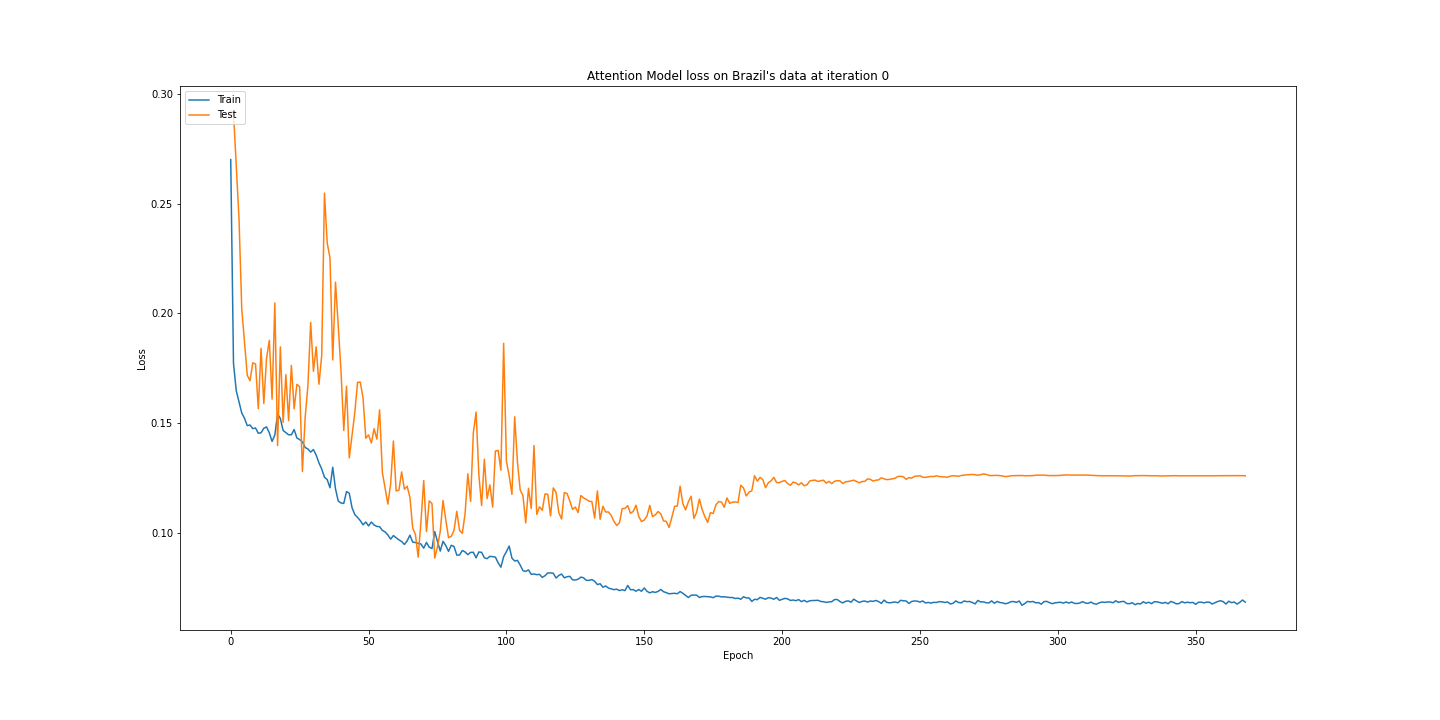 Attention Model loss on Brazil's data at iteration 0
0.30
Train
Test
0.25
0.20
Loss
0.15
0.10
0 50 100 150 200 250 300 350
Epoch